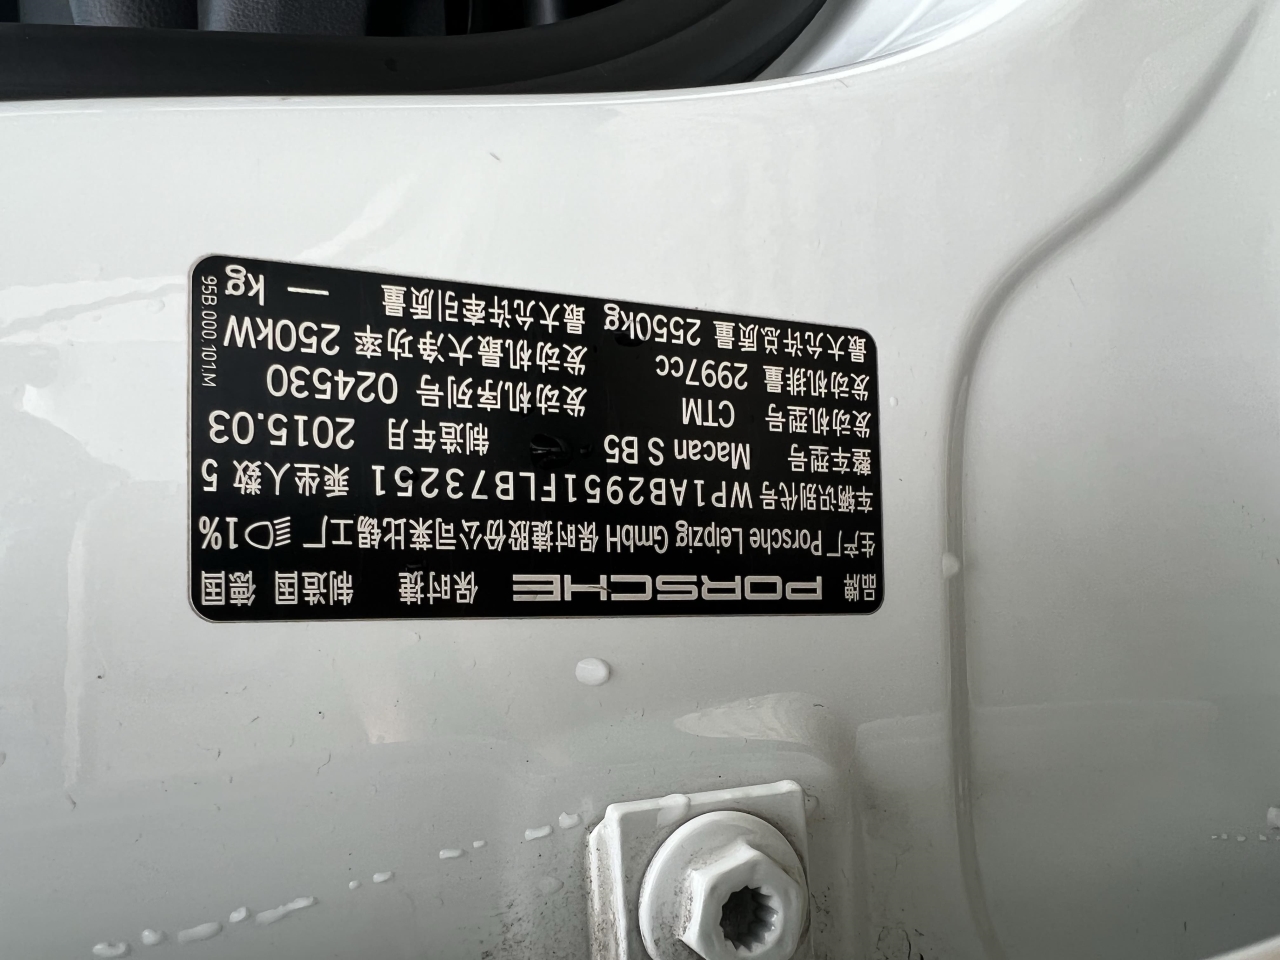 品牌 PORSCHE 保时捷 制造国 德国
生产厂 Porsche Leipzig GmbH 保时捷股份公司莱比锡工厂 1%
车辆识别代号 WP1AB2951FLB73251 乘坐人数 5
整车型号 Macan S B5 制造年月 2015.03
发动机型号 CTM 发动机序列号 024530
发动机排量 2997cc 发动机最大净功率 250kW
最大允许总质量 2550kg 最大允许牵引质量 — kg
95B.000.101.M